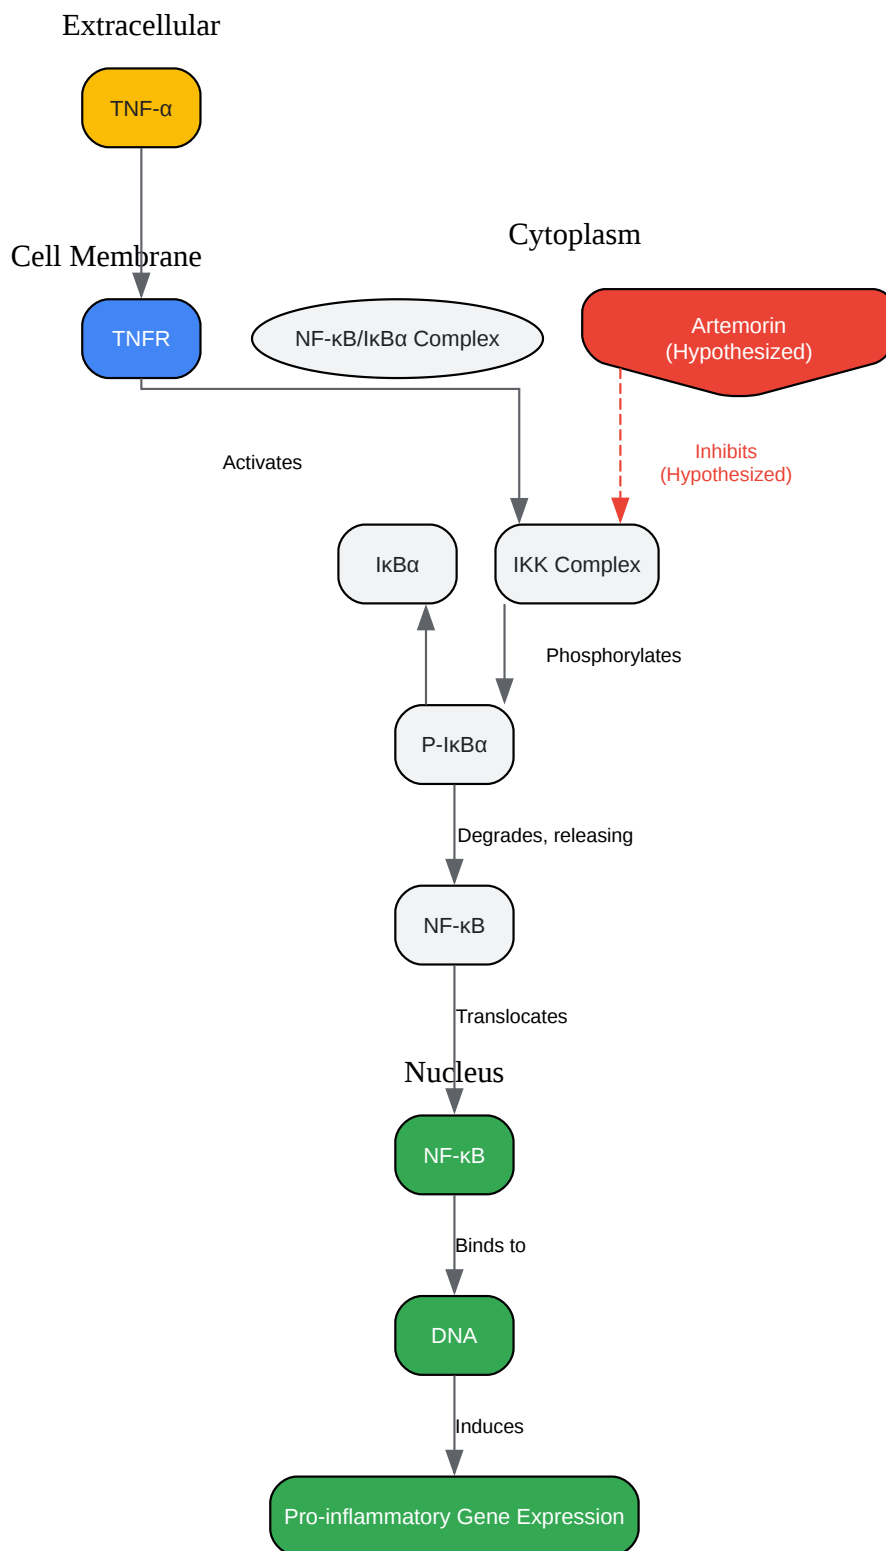 Extracellular
TNF-α
Cytoplasm
Cell Membrane
TNFR
NF-κB/IκBα Complex
Artemorin
(Hypothesized)
Activates
Inhibits
(Hypothesized)
IκBα
IKK Complex
Phosphorylates
P-IκBα
Degrades, releasing
NF-κB
Translocates
Nucleus
NF-κB
Binds to
DNA
Induces
Pro-inflammatory Gene Expression